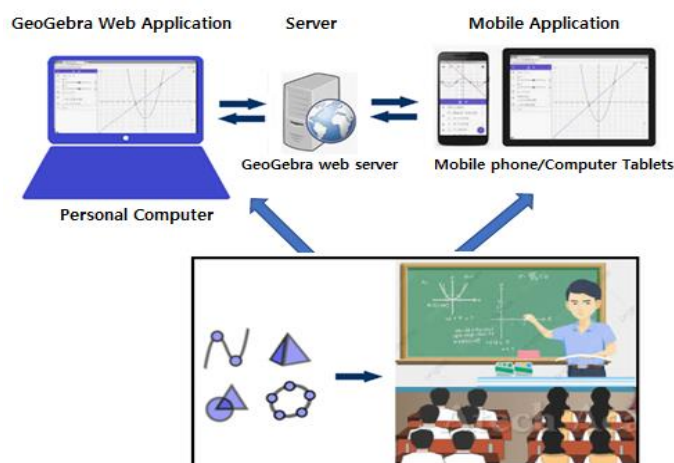 GeoGebra Web Application
Server
Mobile Application
GeoGebra web server
Mobile phone/Computer Tablets
Personal Computer